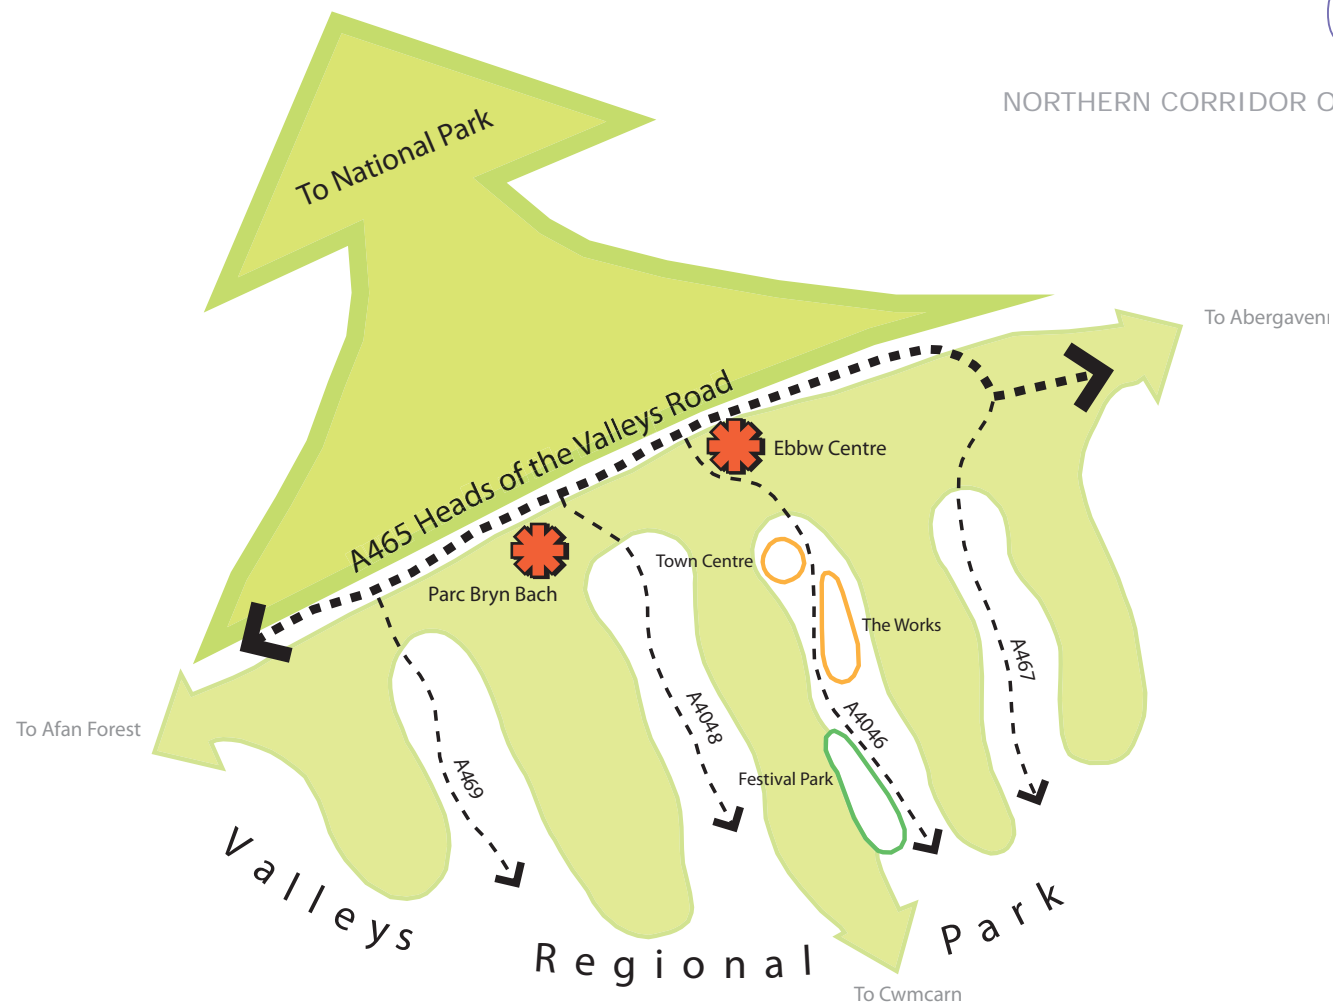 NORTHERN CORRIDOR
To National Park
To
A465 Heads of the Valleys Road
Ebbw Centre
Town Centre
Parc Bryn Bach
The Works
A467
A4048
A4046
To Afan Forest
A469
Festival Park
Valleys
Regional
Park
To Cwmcarn